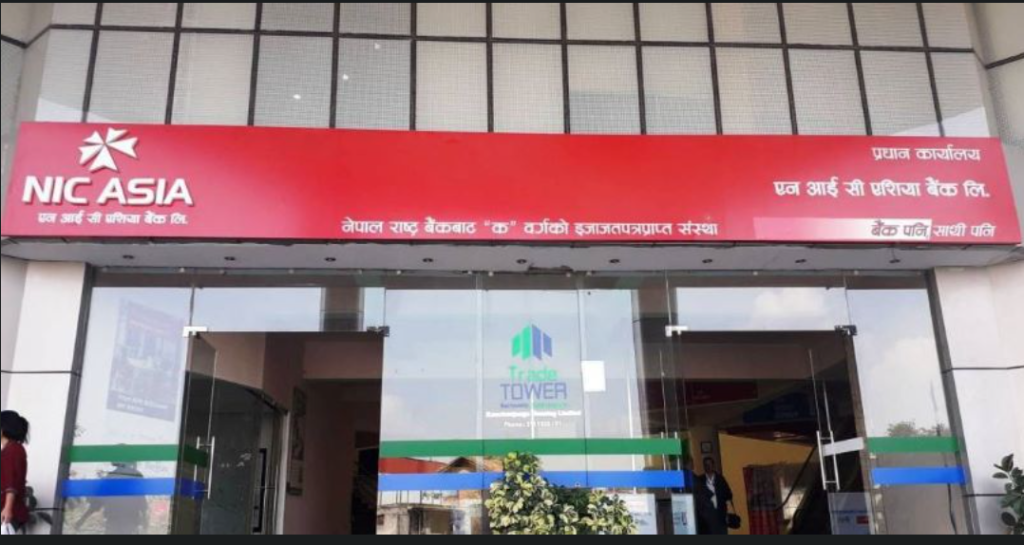 NIC ASIA
एन आई सी एशिया बैंक लि.
नेपाल राष्ट्र बैंकबाट "क" वर्गको इजाजतपत्रप्राप्त संस्था
प्रधान कार्यालय
एन आई सी एशिया बैंक लि.
बैंक पनि साथी पनि
Trade
TOWER